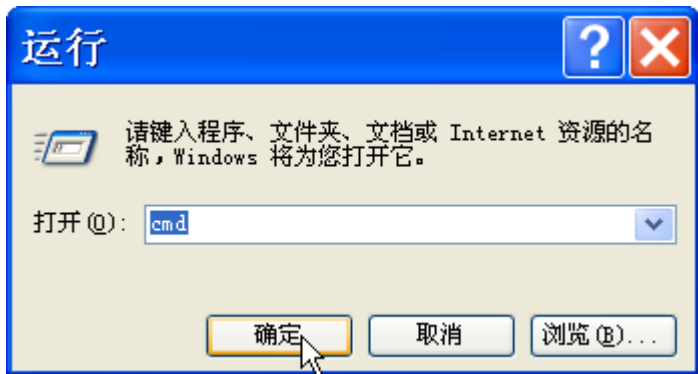 运行
请键入程序、文件夹、文档或 Internet 资源的名
称,Windows 将为您打开它。
打开(O): cmd
确定 取消 浏览(B)...